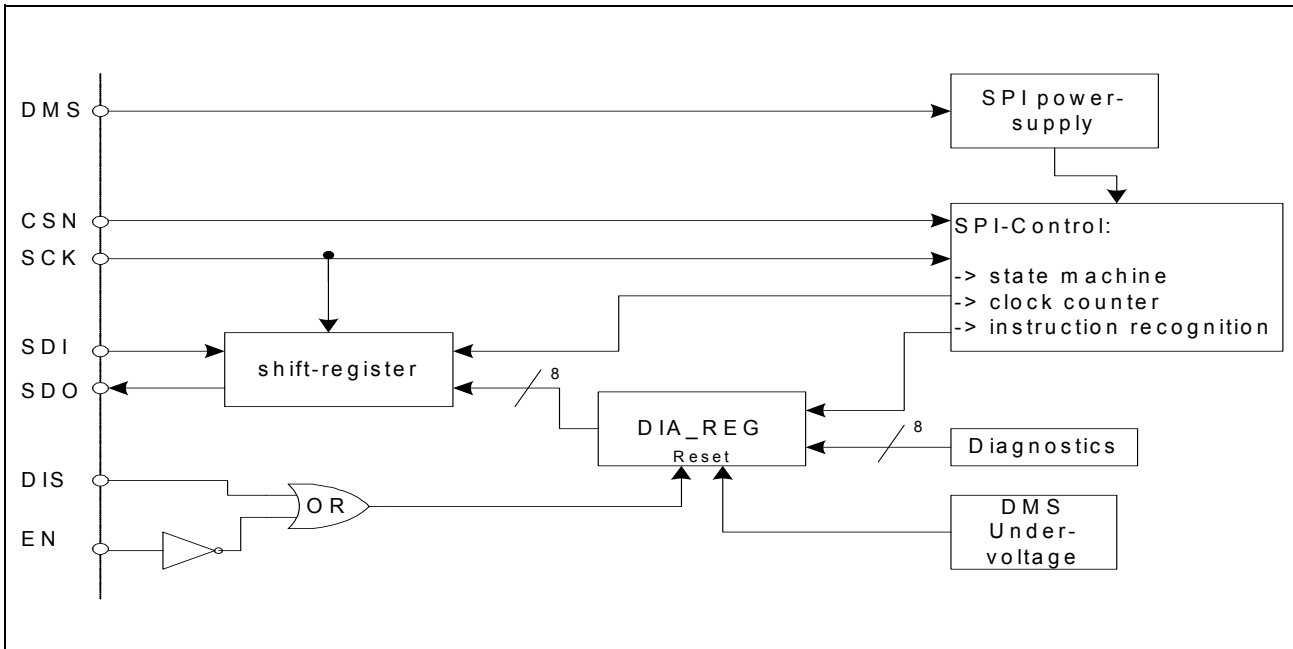 DMS
SPI power-
supply
CSN
SPI-Control:
SCK
-> state machine
-> clock counter
-> instruction recognition
SDI
shift-register
SDO
8
DIA_REG
Reset
8
Diagnostics
DIS
OR
EN
DMS
Under-
voltage